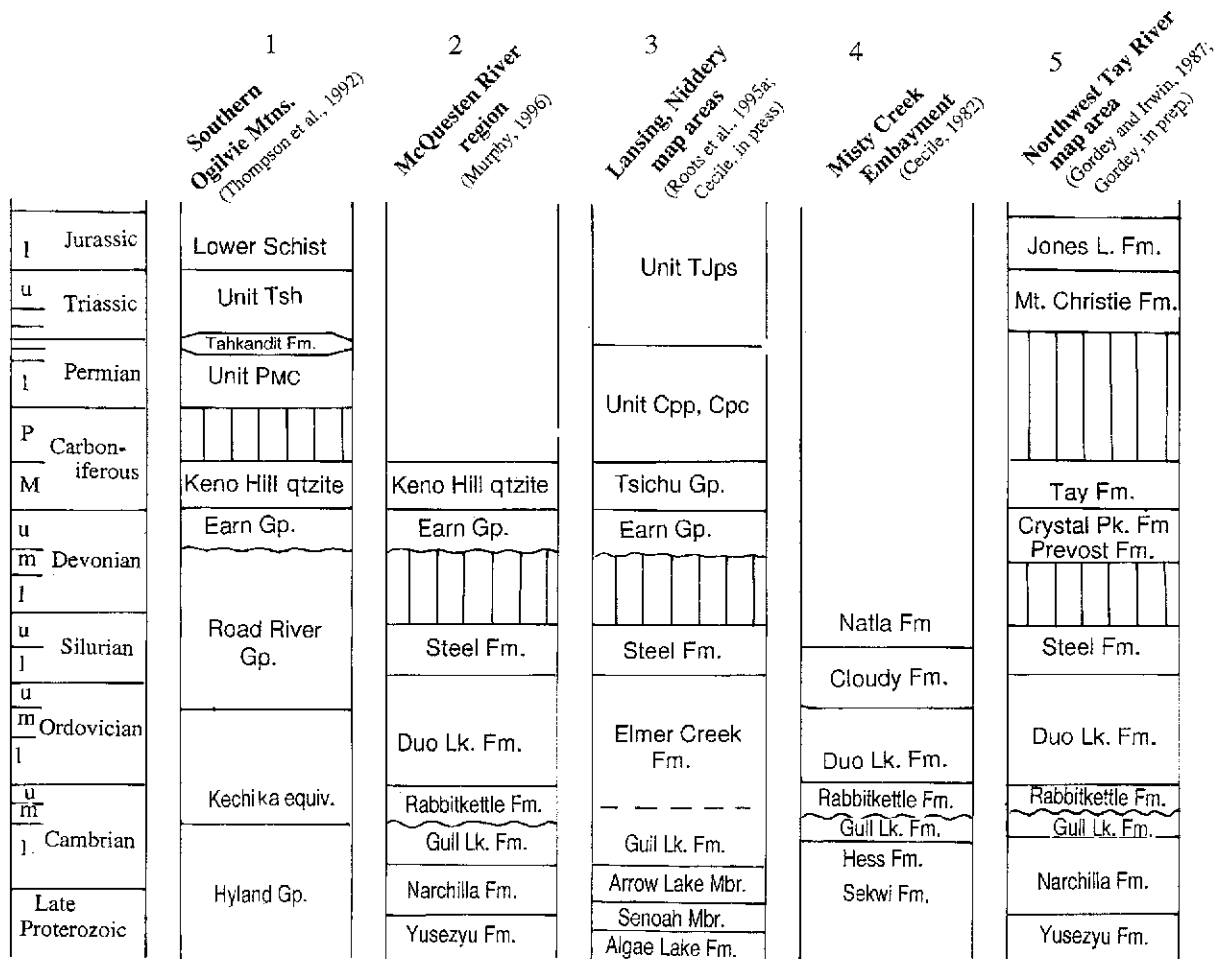 1
Southern
Ogilvie Mtns.
(Thompson et al., 1992)
2
McQuesten River
region
(Murphy, 1996)
3
Lansing, Niddery
map areas
(Roots et al., 1995a;
Cecile, in press)
4
Misty Creek
Embayment
(Cecile, 1982)
5
Northwest Tay River
map area
(Gordey and Irwin, 1987;
Gordey, in prep.)
l Jurassic
u
Triassic
l Permian
P
Carbon-
iferous
M
u
m Devonian
l
u
Silurian
l
u
m Ordovician
l
u
m
l. Cambrian
Late
Proterozoic
Lower Schist
Unit Tsh
Tahkandit Fm.
Unit PMC
Keno Hill qtzite
Earn Gp.
Road River
Gp.
Kechika equiv.
Hyland Gp.
Keno Hill qtzite
Earn Gp.
Steel Fm.
Duo Lk. Fm.
Rabbitkettle Fm.
Gull Lk. Fm.
Narchilla Fm.
Yusezyu Fm.
Unit TJps
Unit Cpp, Cpc
Tsichu Gp.
Earn Gp.
Steel Fm.
Elmer Creek
Fm.
Gull Lk. Fm.
Arrow Lake Mbr.
Senoah Mbr.
Algae Lake Fm.
Natla Fm
Cloudy Fm.
Duo Lk. Fm.
Rabbitkettle Fm.
Gull Lk. Fm.
Hess Fm.
Sekwi Fm.
Jones L. Fm.
Mt. Christie Fm.
Tay Fm.
Crystal Pk. Fm
Prevost Fm.
Steel Fm.
Duo Lk. Fm.
Rabbitkettle Fm.
Gull Lk. Fm.
Narchilla Fm.
Yusezyu Fm.